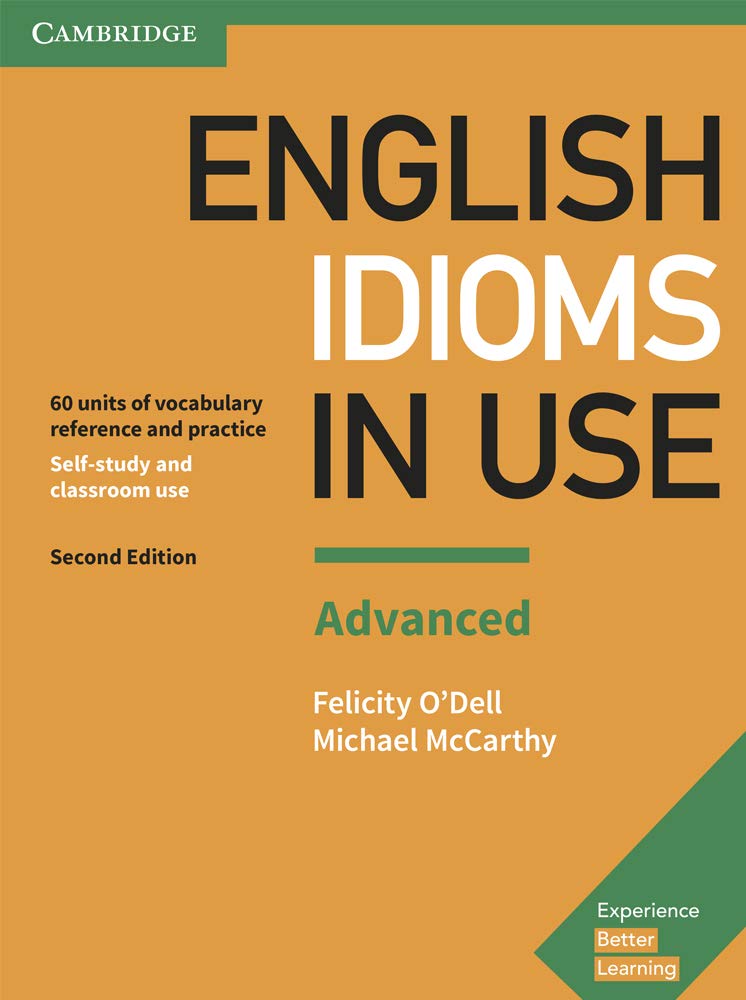 CAMBRIDGE
ENGLISH
IDIOMS
IN USE
60 units of vocabulary
reference and practice
Self-study and
classroom use
Second Edition
Advanced
Felicity O’Dell
Michael McCarthy
Experience
Better
Learning